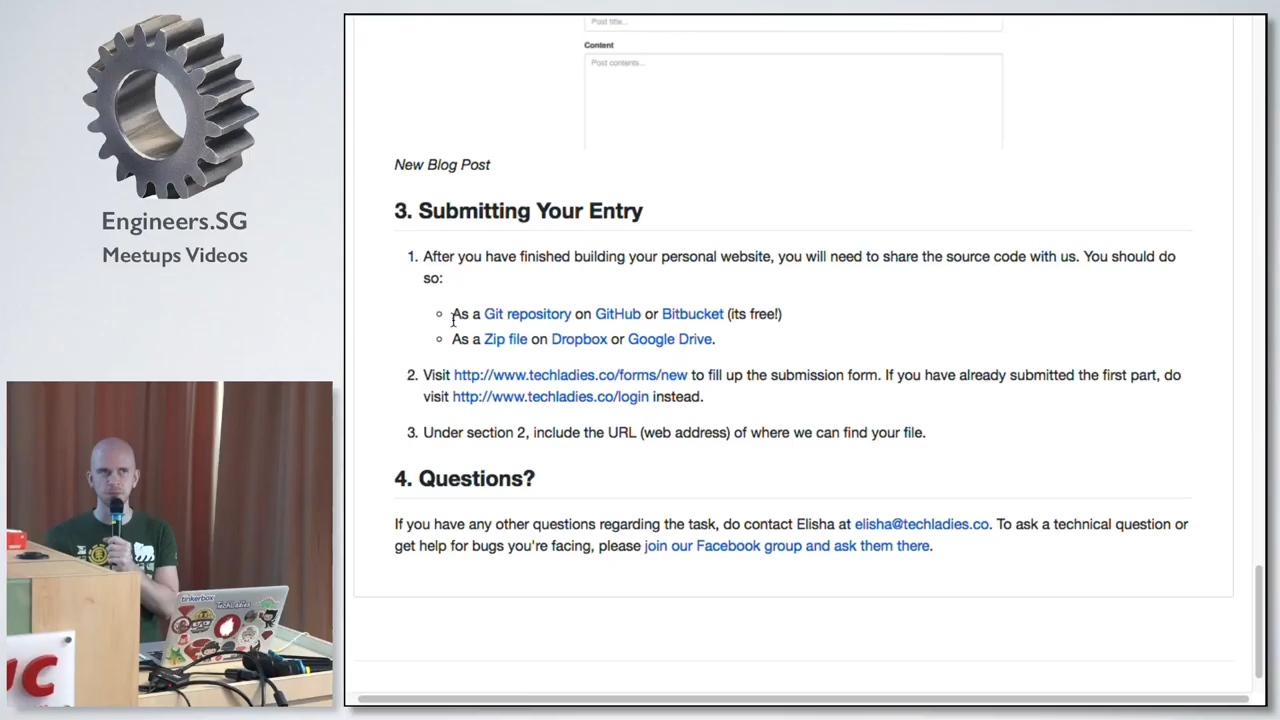 Engineers.SG
Meetups Videos
Post title...
Content
Post contents...
New Blog Post
3. Submitting Your Entry
1. After you have finished building your personal website, you will need to share the source code with us. You should do
so:
As a Git repository on GitHub or Bitbucket (its free!)
As a Zip file on Dropbox or Google Drive.
2. Visit http://www.techladies.co/forms/new to fill up the submission form. If you have already submitted the first part, do
visit http://www.techladies.co/login instead.
3. Under section 2, include the URL (web address) of where we can find your file.
4. Questions?
If you have any other questions regarding the task, do contact Elisha at elisha@techladies.co. To ask a technical question or
get help for bugs you're facing, please join our Facebook group and ask them there.
tinkerbox
TechLadies